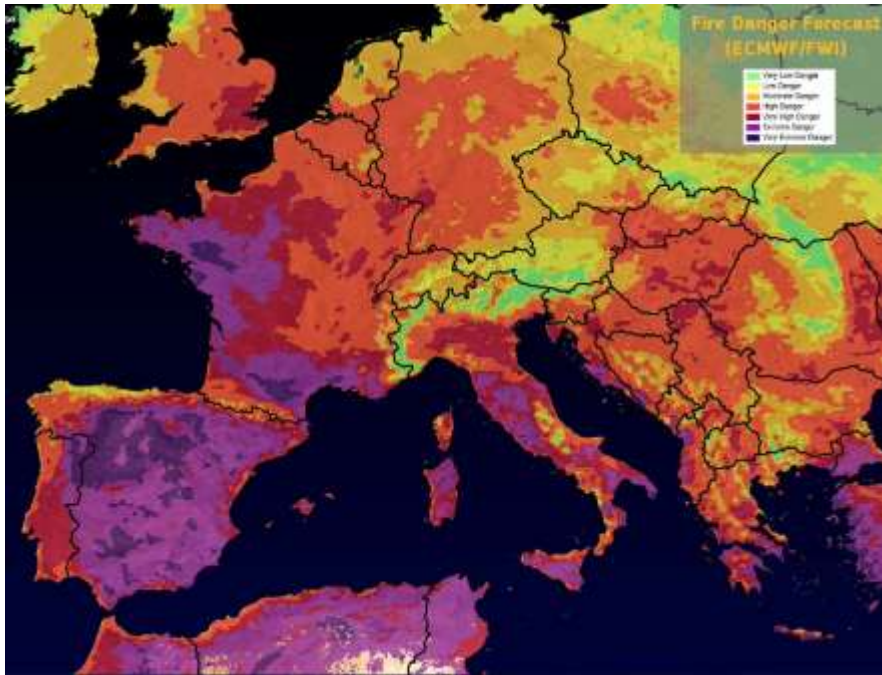 Fire Danger Forecast
(ECMWF/FWI)
Very Low Danger
Low Danger
Moderate Danger
High Danger
Very High Danger
Extreme Danger
Very Extreme Danger